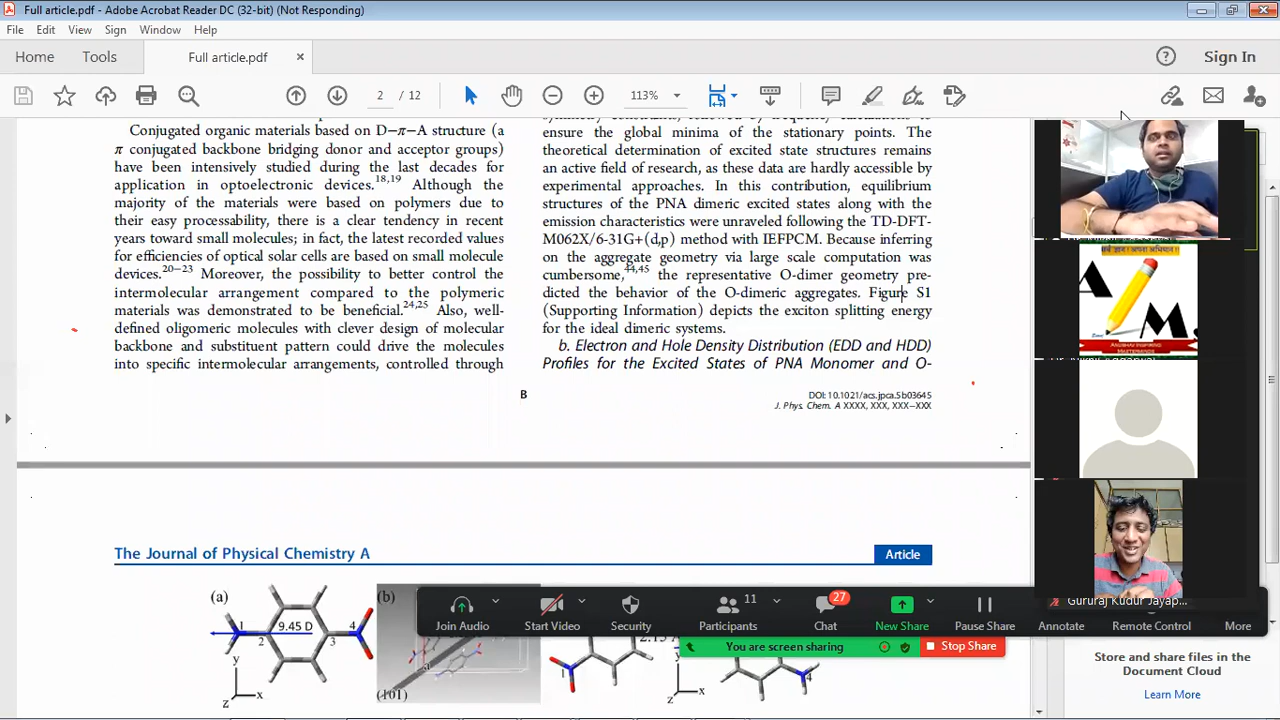 Full article.pdf - Adobe Acrobat Reader DC (32-bit) (Not Responding)
File Edit View Sign Window Help
Home Tools Full article.pdf × Sign In
2 / 12 113%
Conjugated organic materials based on D−π−A structure (a
π conjugated backbone bridging donor and acceptor groups)
have been intensively studied during the last decades for
application in optoelectronic devices.18,19 Although the
majority of the materials were based on polymers due to
their easy processability, there is a clear tendency in recent
years toward small molecules; in fact, the latest recorded values
for efficiencies of optical solar cells are based on small molecule
devices.20−23 Moreover, the possibility to better control the
intermolecular arrangement compared to the polymeric
materials was demonstrated to be beneficial.24,25 Also, well-
defined oligomeric molecules with clever design of molecular
backbone and substituent pattern could drive the molecules
into specific intermolecular arrangements, controlled through
ensure the global minima of the stationary points. The
theoretical determination of excited state structures remains
an active field of research, as these data are hardly accessible by
experimental approaches. In this contribution, equilibrium
structures of the PNA dimeric excited states along with the
emission characteristics were unraveled following the TD-DFT-
M062X/6-31G+(d,p) method with IEFPCM. Because inferring
on the aggregate geometry via large scale computation was
cumbersome,44,45 the representative O-dimer geometry pre-
dicted the behavior of the O-dimeric aggregates. Figure S1
(Supporting Information) depicts the exciton splitting energy
for the ideal dimeric systems.
b. Electron and Hole Density Distribution (EDD and HDD)
Profiles for the Excited States of PNA Monomer and O-
B
DOI: 10.1021/acs.jpca.5b03645
J. Phys. Chem. A XXXX, XXX, XXX−XXX
The Journal of Physical Chemistry A
Article
(a)
1 9.45 D 4
2 3
y
z x
(b)
(101)
1
y
z x
4
A
M.
Gururaj Kudur Jayap...
11 27
Join Audio Start Video Security Participants Chat New Share Pause Share Annotate Remote Control More
You are screen sharing Stop Share
Store and share files in the
Document Cloud
Learn More